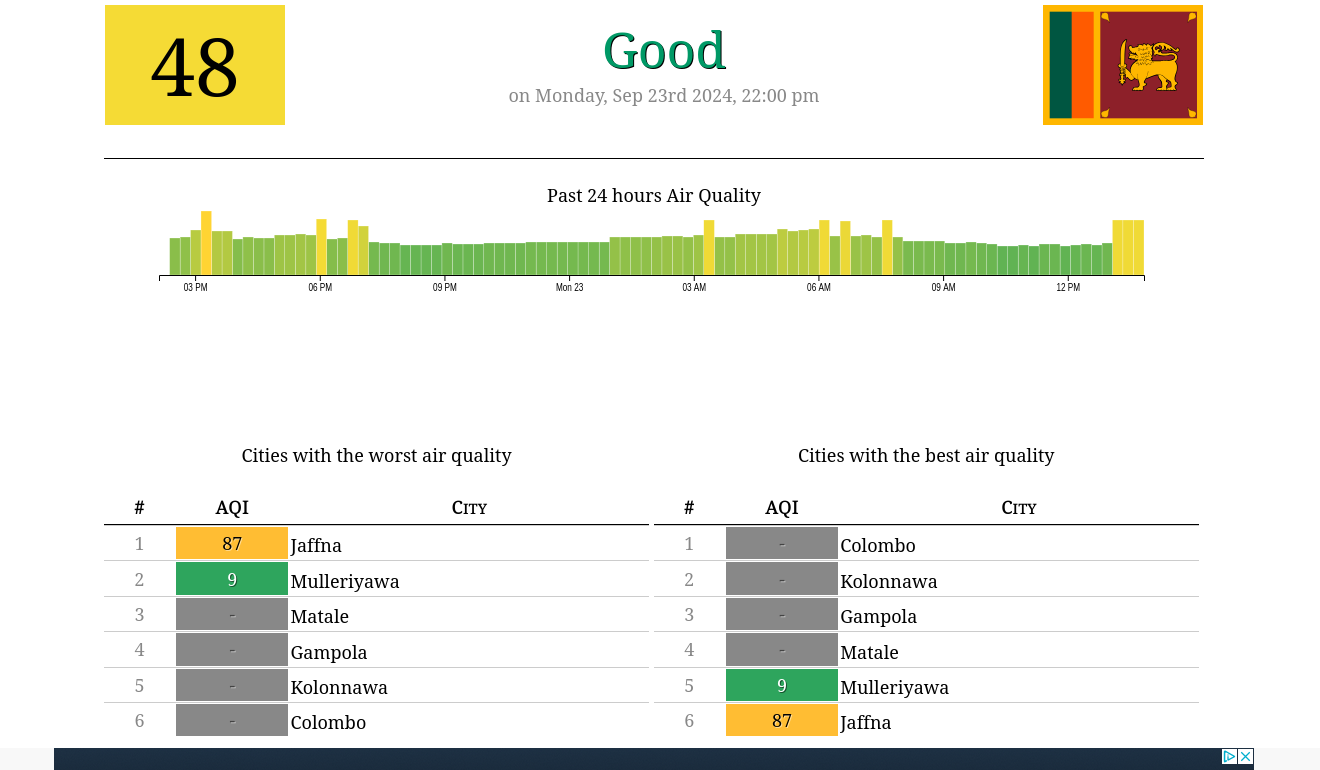 48
Good
on Monday, Sep 23rd 2024, 22:00 pm
Past 24 hours Air Quality
03 PM 06 PM 09 PM Mon 23 03 AM 06 AM 09 AM 12 PM
Cities with the worst air quality
# AQI City
1 87 Jaffna
2 9 Mulleriyawa
3 - Matale
4 - Gampola
5 - Kolonnawa
6 - Colombo
Cities with the best air quality
# AQI City
1 - Colombo
2 - Kolonnawa
3 - Gampola
4 - Matale
5 9 Mulleriyawa
6 87 Jaffna